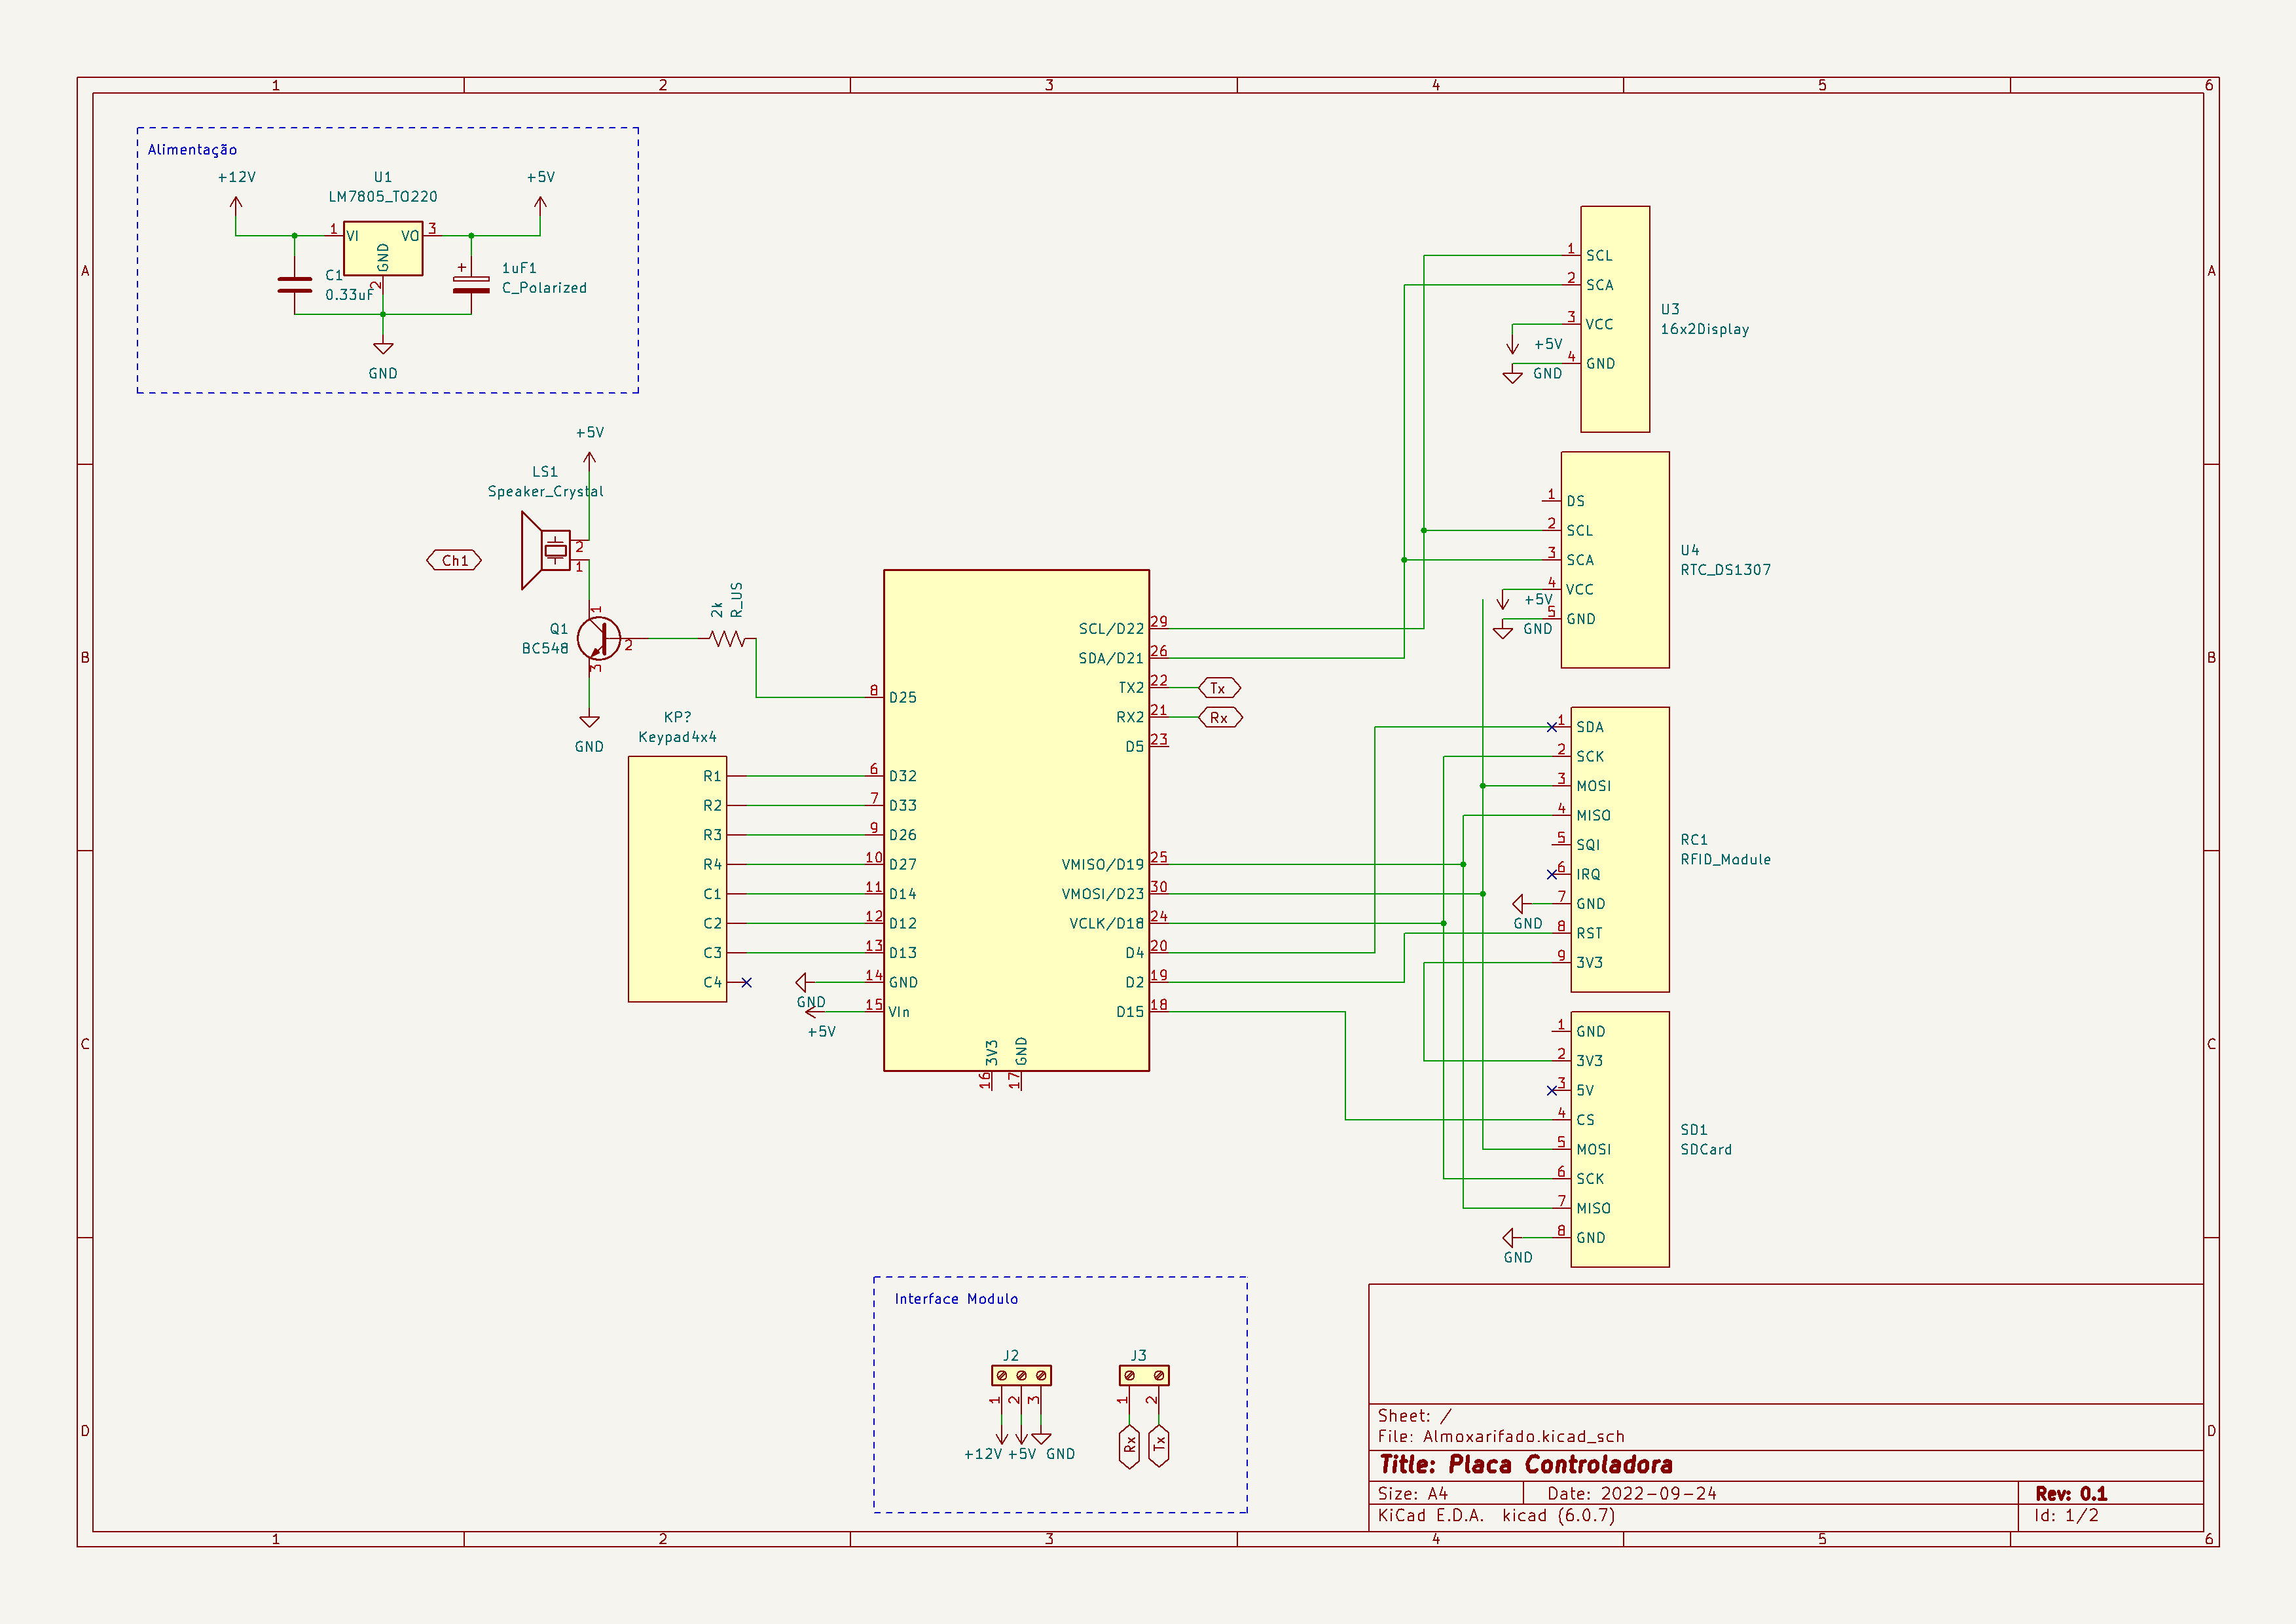 1 2 3 4 5 6
A
B
C
D
A
B
C
D
1 2 3 4 5 6
Alimentação
+12V
U1
LM7805_TO220
+5V
1 VI
VO 3
GND
2
C1
0.33uF
+
1uF1
C_Polarized
GND
+5V
LS1
Speaker_Crystal
2
1
Ch1
Q1
BC548
1
2
3
GND
2k
R_US
KP?
Keypad4x4
R1
R2
R3
R4
C1
C2
C3
C4
8 D25
6 D32
7 D33
9 D26
10 D27
11 D14
12 D12
13 D13
14 GND
15 VIn
GND
+5V
3V3
16
GND
17
SCL/D22 29
SDA/D21 26
TX2 22
RX2 21
D5 23
VMISO/D19 25
VMOSI/D23 30
VCLK/D18 24
D4 20
D2 19
D15 18
Tx
Rx
1 SCL
2 SCA
3 VCC
4 GND
+5V
GND
U3
16x2Display
1 DS
2 SCL
3 SCA
4 VCC
5 GND
+5V
GND
U4
RTC_DS1307
1 SDA
2 SCK
3 MOSI
4 MISO
5 SQI
6 IRQ
7 GND
8 RST
9 3V3
GND
RC1
RFID_Module
1 GND
2 3V3
3 5V
4 CS
5 MOSI
6 SCK
7 MISO
8 GND
GND
SD1
SDCard
Interface Modulo
J2
1 2 3
+12V +5V GND
J3
1 2
Rx Tx
Sheet: /
File: Almoxarifado.kicad_sch
Title: Placa Controladora
Size: A4 Date: 2022-09-24 Rev: 0.1
KiCad E.D.A. kicad (6.0.7) Id: 1/2